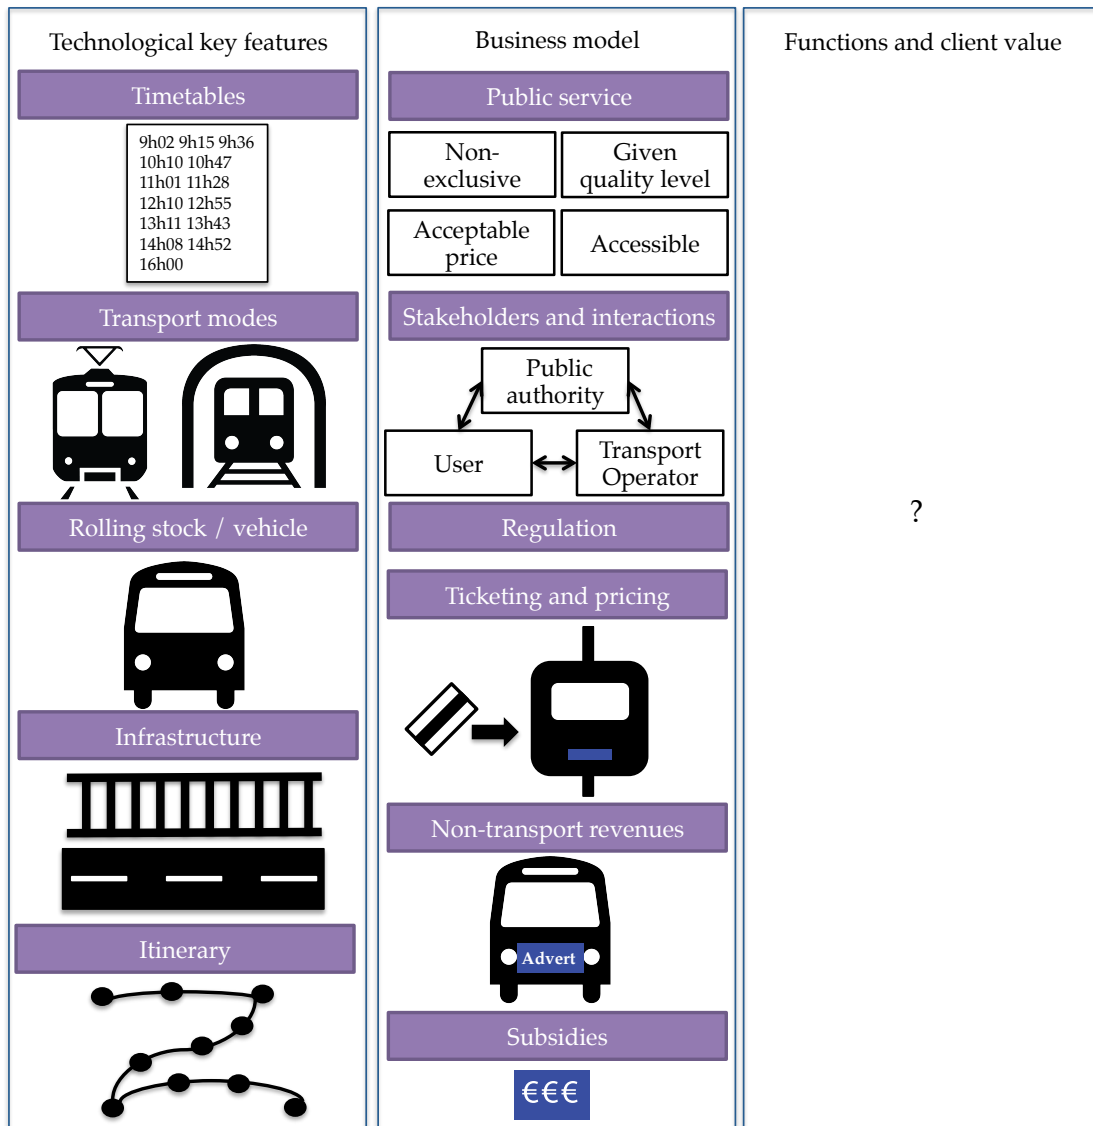 Technological key features
Timetables
9h02 9h15 9h36
10h10 10h47
11h01 11h28
12h10 12h55
13h11 13h43
14h08 14h52
16h00
Transport modes
Rolling stock / vehicle
Infrastructure
Itinerary
Business model
Public service
Non-
exclusive
Given
quality level
Acceptable
price
Accessible
Stakeholders and interactions
Public
authority
User
Transport
Operator
Regulation
Ticketing and pricing
Non-transport revenues
Advert
Subsidies
€€€
Functions and client value
?